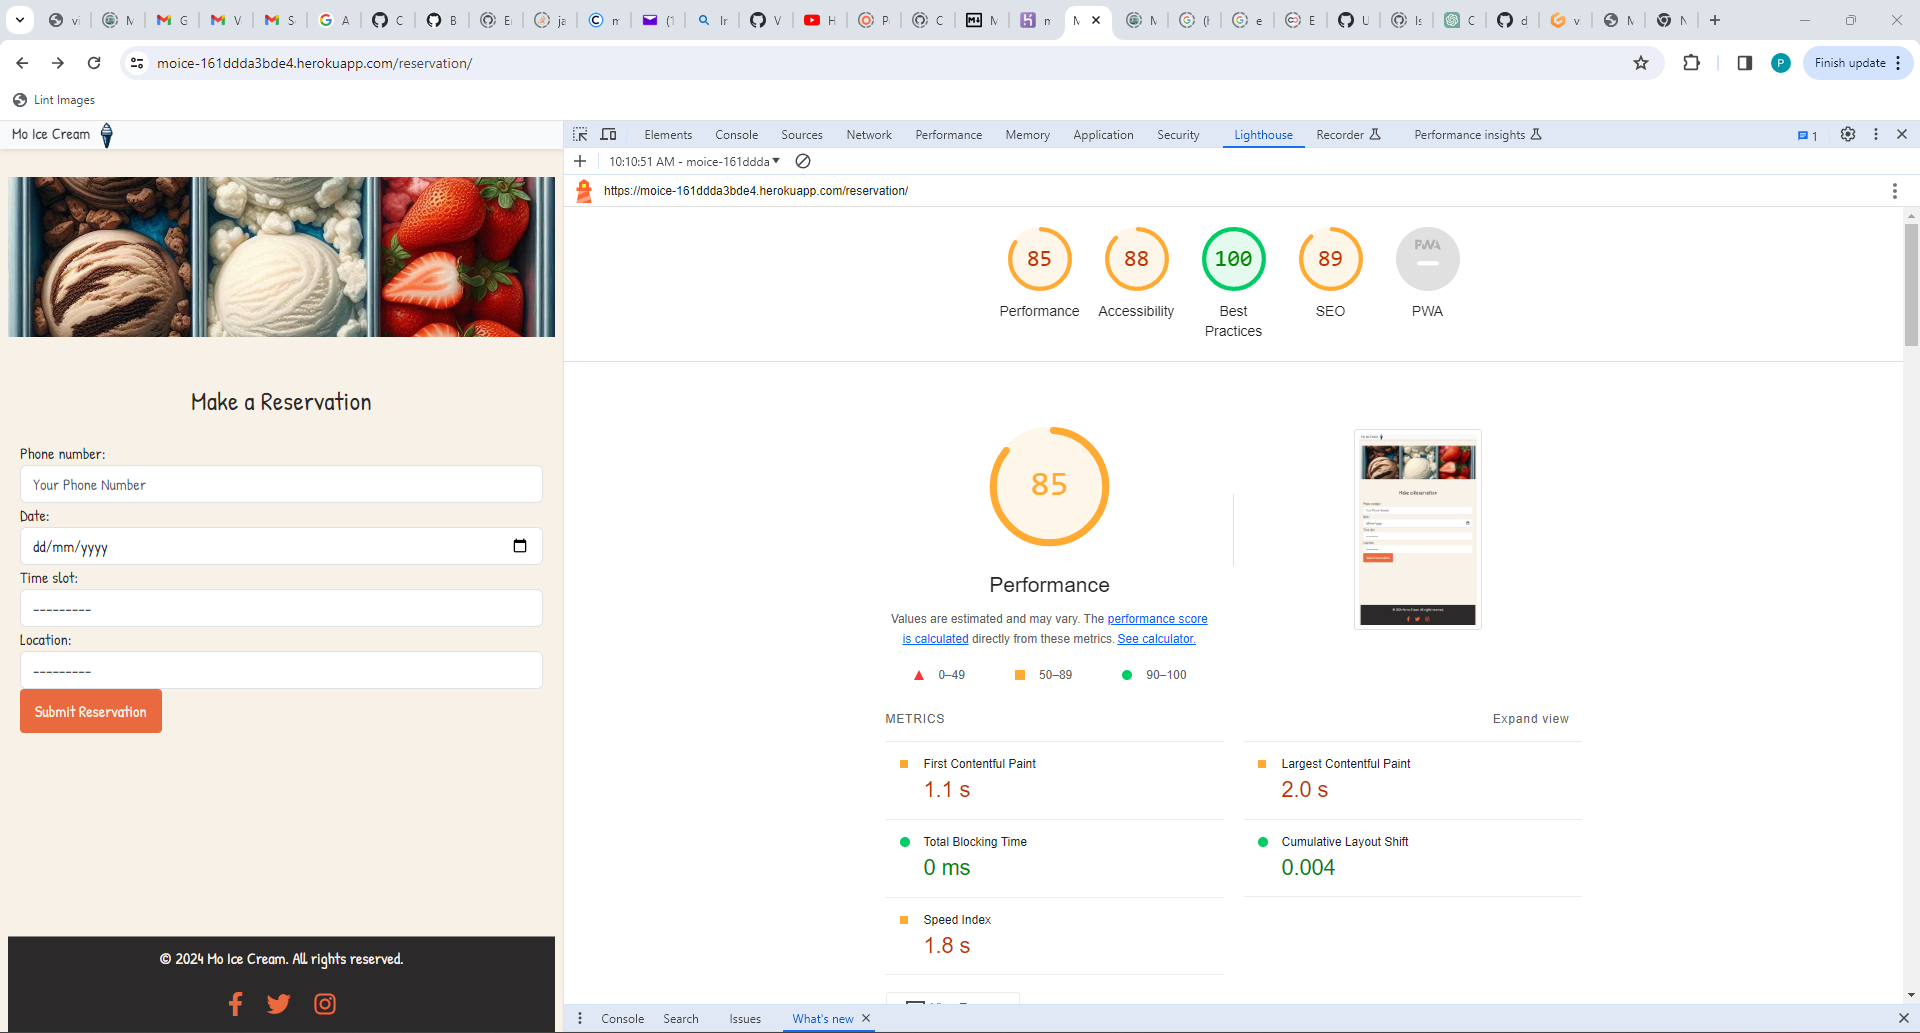 moice-161ddda3bde4.herokuapp.com/reservation/
Finish update
Lint Images
Mo Ice Cream
Elements Console Sources Network Performance Memory Application Security Lighthouse Recorder Performance insights 1
10:10:51 AM - moice-161ddda
https://moice-161ddda3bde4.herokuapp.com/reservation/
85 88 100 89 PWA
Performance Accessibility Best Practices SEO PWA
Make a Reservation
Phone number:
Your Phone Number
Date:
dd/mm/yyyy
Time slot:
---------
Location:
---------
Submit Reservation
© 2024 Mo Ice Cream. All rights reserved.
85
Performance
Values are estimated and may vary. The performance score
is calculated directly from these metrics. See calculator.
0–49 50–89 90–100
METRICS Expand view
First Contentful Paint
1.1 s
Largest Contentful Paint
2.0 s
Total Blocking Time
0 ms
Cumulative Layout Shift
0.004
Speed Index
1.8 s
Console Search Issues What's new